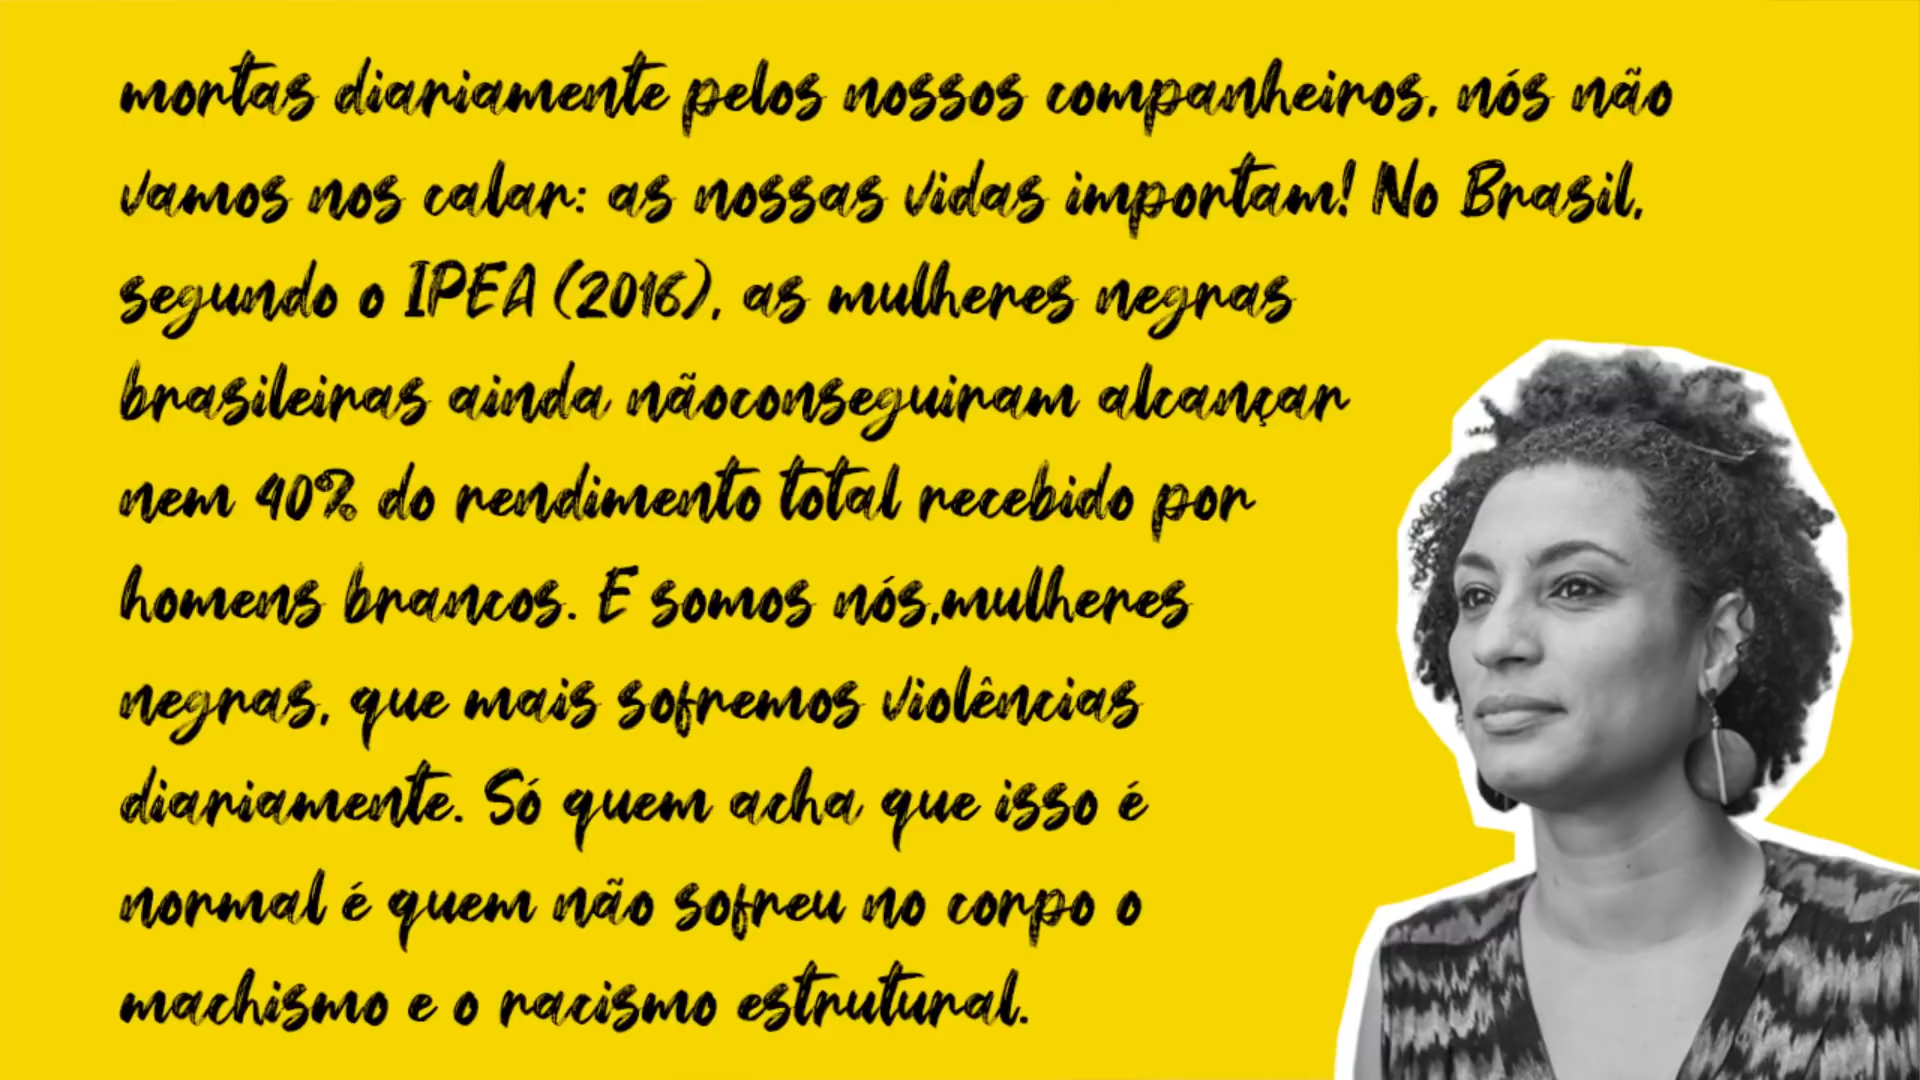 mortas diariamente pelos nossos companheiros, nós não
vamos nos calar: as nossas vidas importam! No Brasil,
segundo o IPEA (2016), as mulheres negras
brasileiras ainda nãoconseguiram alcançar
nem 40% do rendimento total recebido por
homens brancos. E somos nós,mulheres
negras, que mais sofremos violências
diariamente. Só quem acha que isso é
normal é quem não sofreu no corpo o
machismo e o racismo estrutural.